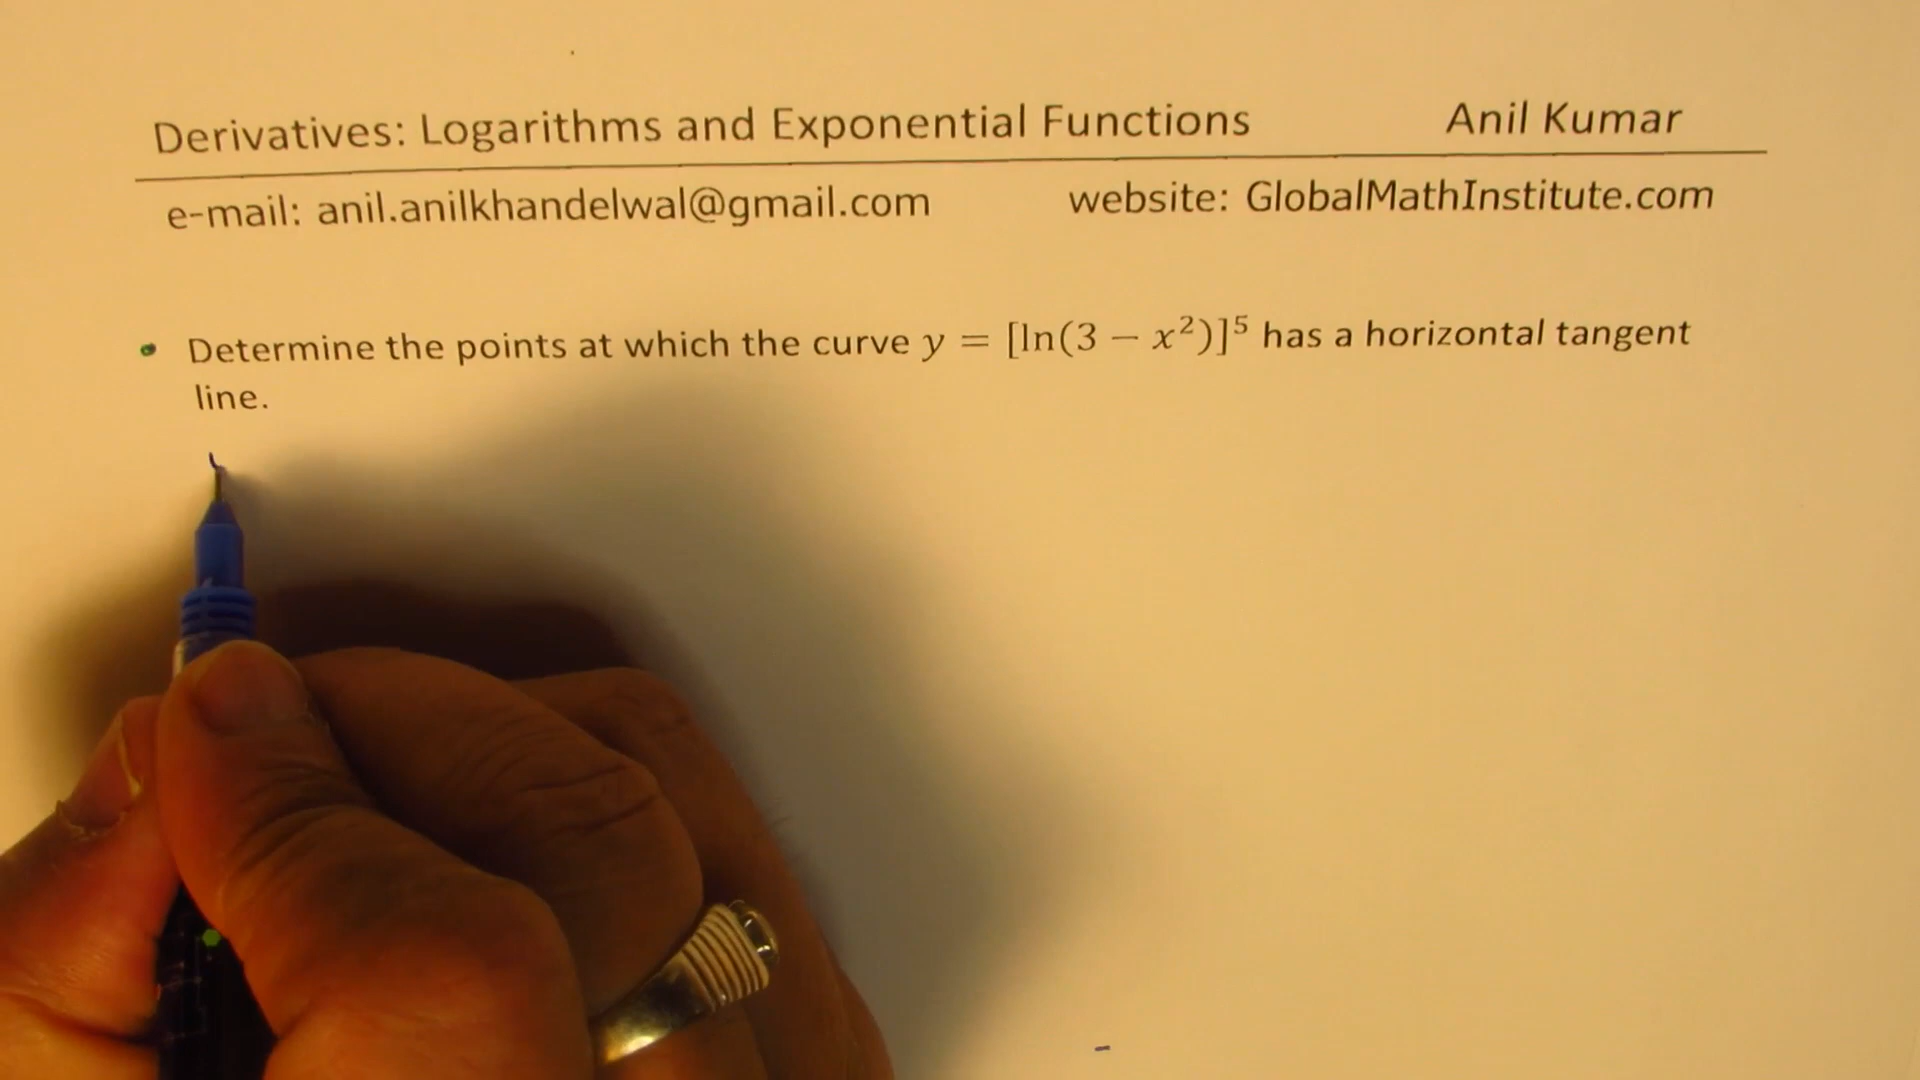 Derivatives: Logarithms and Exponential Functions Anil Kumar
e-mail: anil.anilkhandelwal@gmail.com website: GlobalMathInstitute.com
• Determine the points at which the curve y = [ln(3 − x²)]⁵ has a horizontal tangent
line.